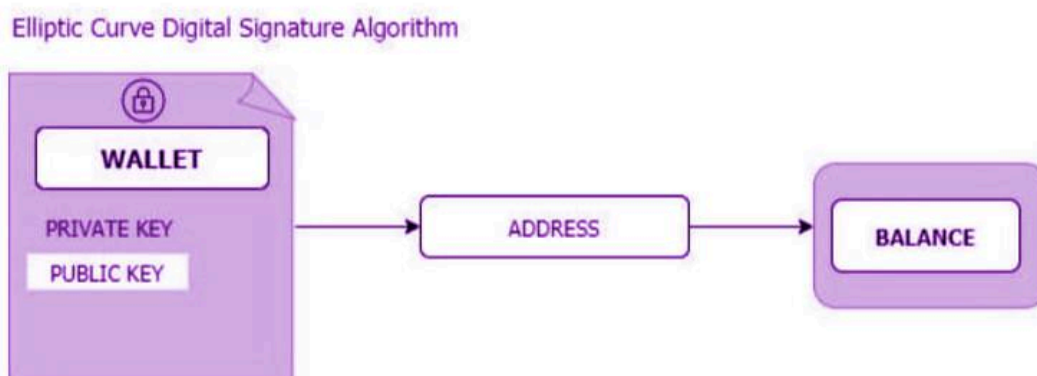 Elliptic Curve Digital Signature Algorithm
WALLET
PRIVATE KEY
PUBLIC KEY
ADDRESS
BALANCE